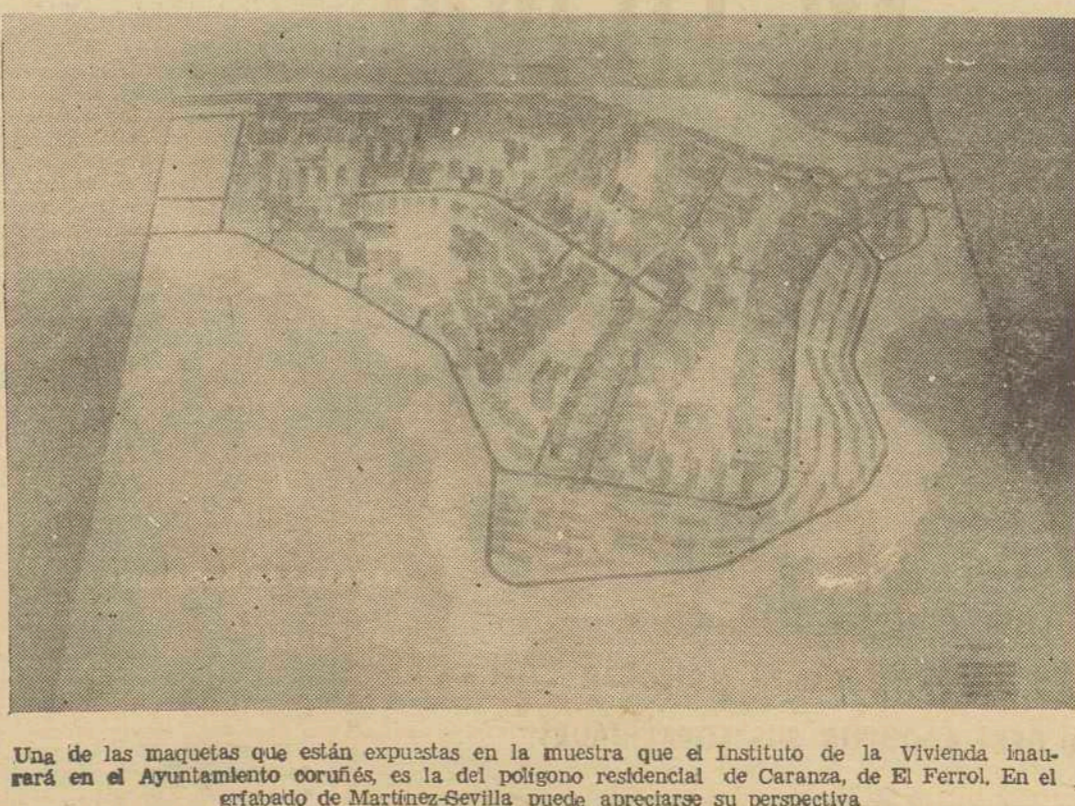 Una de las maquetas que están expuestas en la muestra que el Instituto de la Vivienda inau-
rará en el Ayuntamiento coruñés, es la del polígono residencial de Caranza, de El Ferrol. En el
grfabado de Martínez-Sevilla puede apreciarse su perspectiva